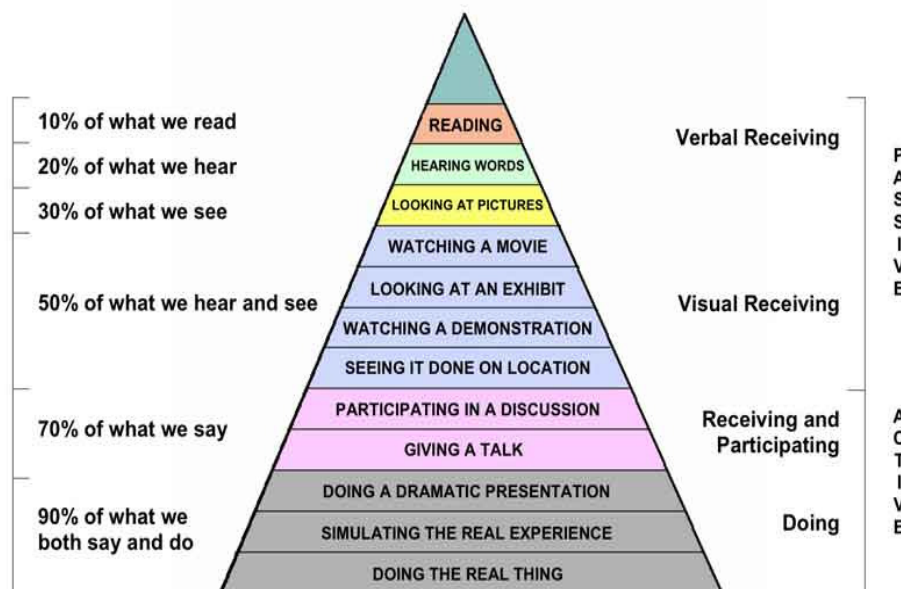 10% of what we read
20% of what we hear
30% of what we see
50% of what we hear and see
70% of what we say
90% of what we
both say and do
READING
HEARING WORDS
LOOKING AT PICTURES
WATCHING A MOVIE
LOOKING AT AN EXHIBIT
WATCHING A DEMONSTRATION
SEEING IT DONE ON LOCATION
PARTICIPATING IN A DISCUSSION
GIVING A TALK
DOING A DRAMATIC PRESENTATION
SIMULATING THE REAL EXPERIENCE
DOING THE REAL THING
Verbal Receiving
Visual Receiving
Receiving and
Participating
Doing
PASSIVE
ACTIVE